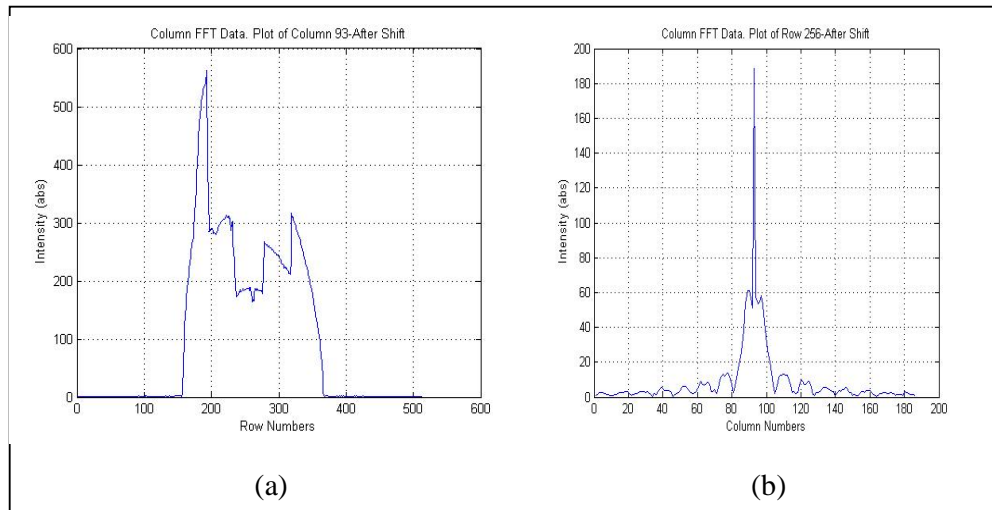 Column FFT Data. Plot of Column 93-After Shift
600
500
400
300
200
100
0
Intensity (abs)
0 100 200 300 400 500 600
Row Numbers
(a)
Column FFT Data. Plot of Row 256-After Shift
200
180
160
140
120
100
80
60
40
20
0
Intensity (abs)
0 20 40 60 80 100 120 140 160 180 200
Column Numbers
(b)